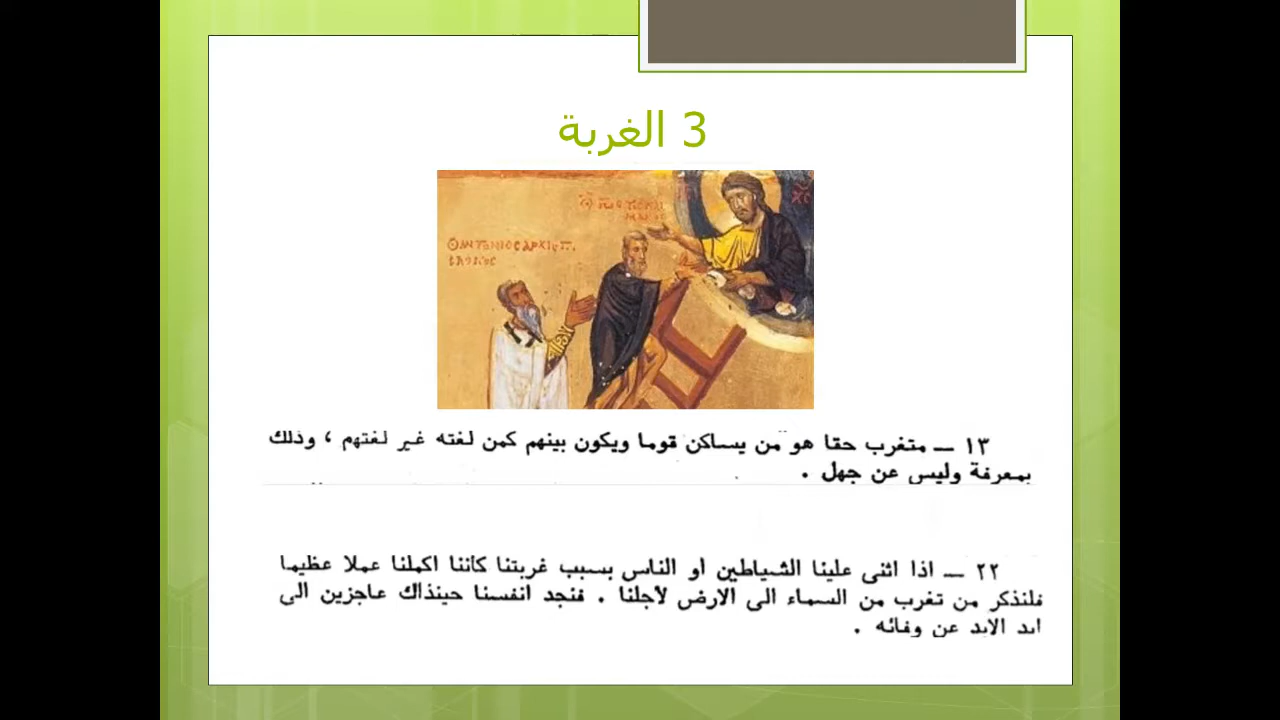 3 الغربة
١٣ — متغرب حقا هو من يساكن قوما ويكون بينهم كمن لغته غير لغتهم ، وذلك
بمعرفة وليس عن جهل .
٢٢ — اذا اثنى علينا الشياطين او الناس بسبب غربتنا كأننا اكملنا عملا عظيما
فلنذكر من تغرب من السماء الى الارض لأجلنا . فنجد انفسنا حينذاك عاجزين الى
ابد الابد عن وفائه .